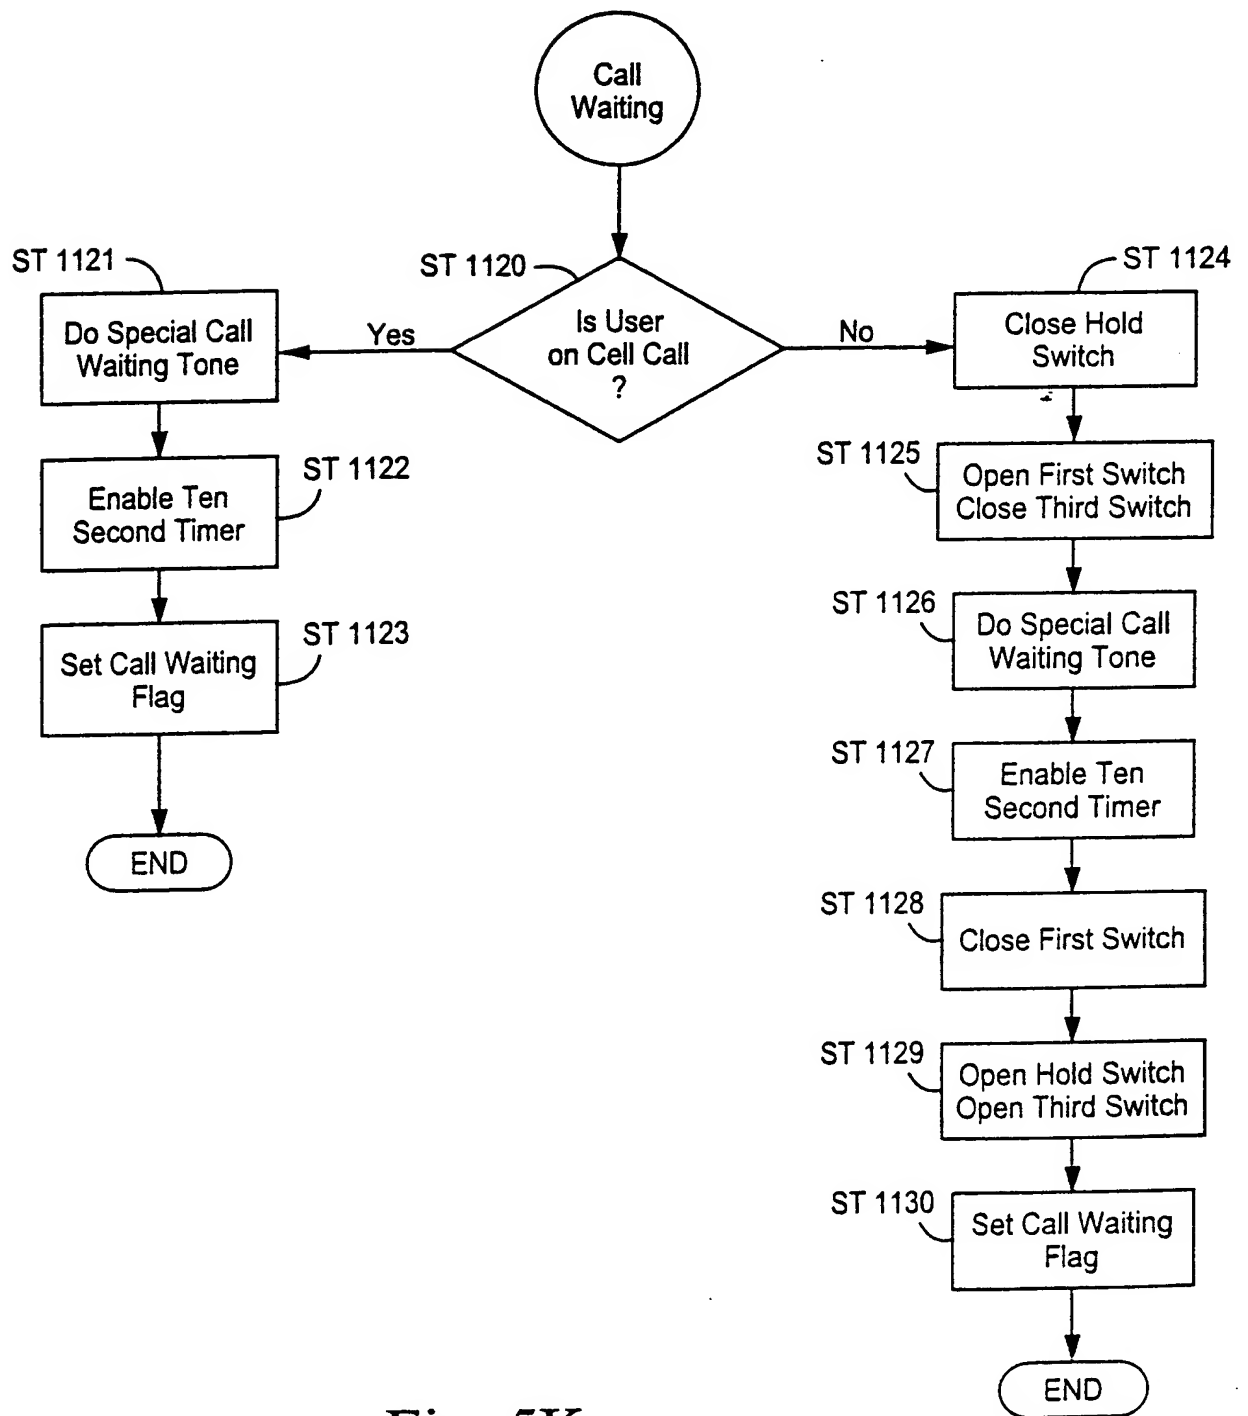 Call
Waiting
ST 1120
Is User
on Cell Call
?
Yes
No
ST 1121
Do Special Call
Waiting Tone
ST 1122
Enable Ten
Second Timer
ST 1123
Set Call Waiting
Flag
END
ST 1124
Close Hold
Switch
ST 1125
Open First Switch
Close Third Switch
ST 1126
Do Special Call
Waiting Tone
ST 1127
Enable Ten
Second Timer
ST 1128
Close First Switch
ST 1129
Open Hold Switch
Open Third Switch
ST 1130
Set Call Waiting
Flag
END